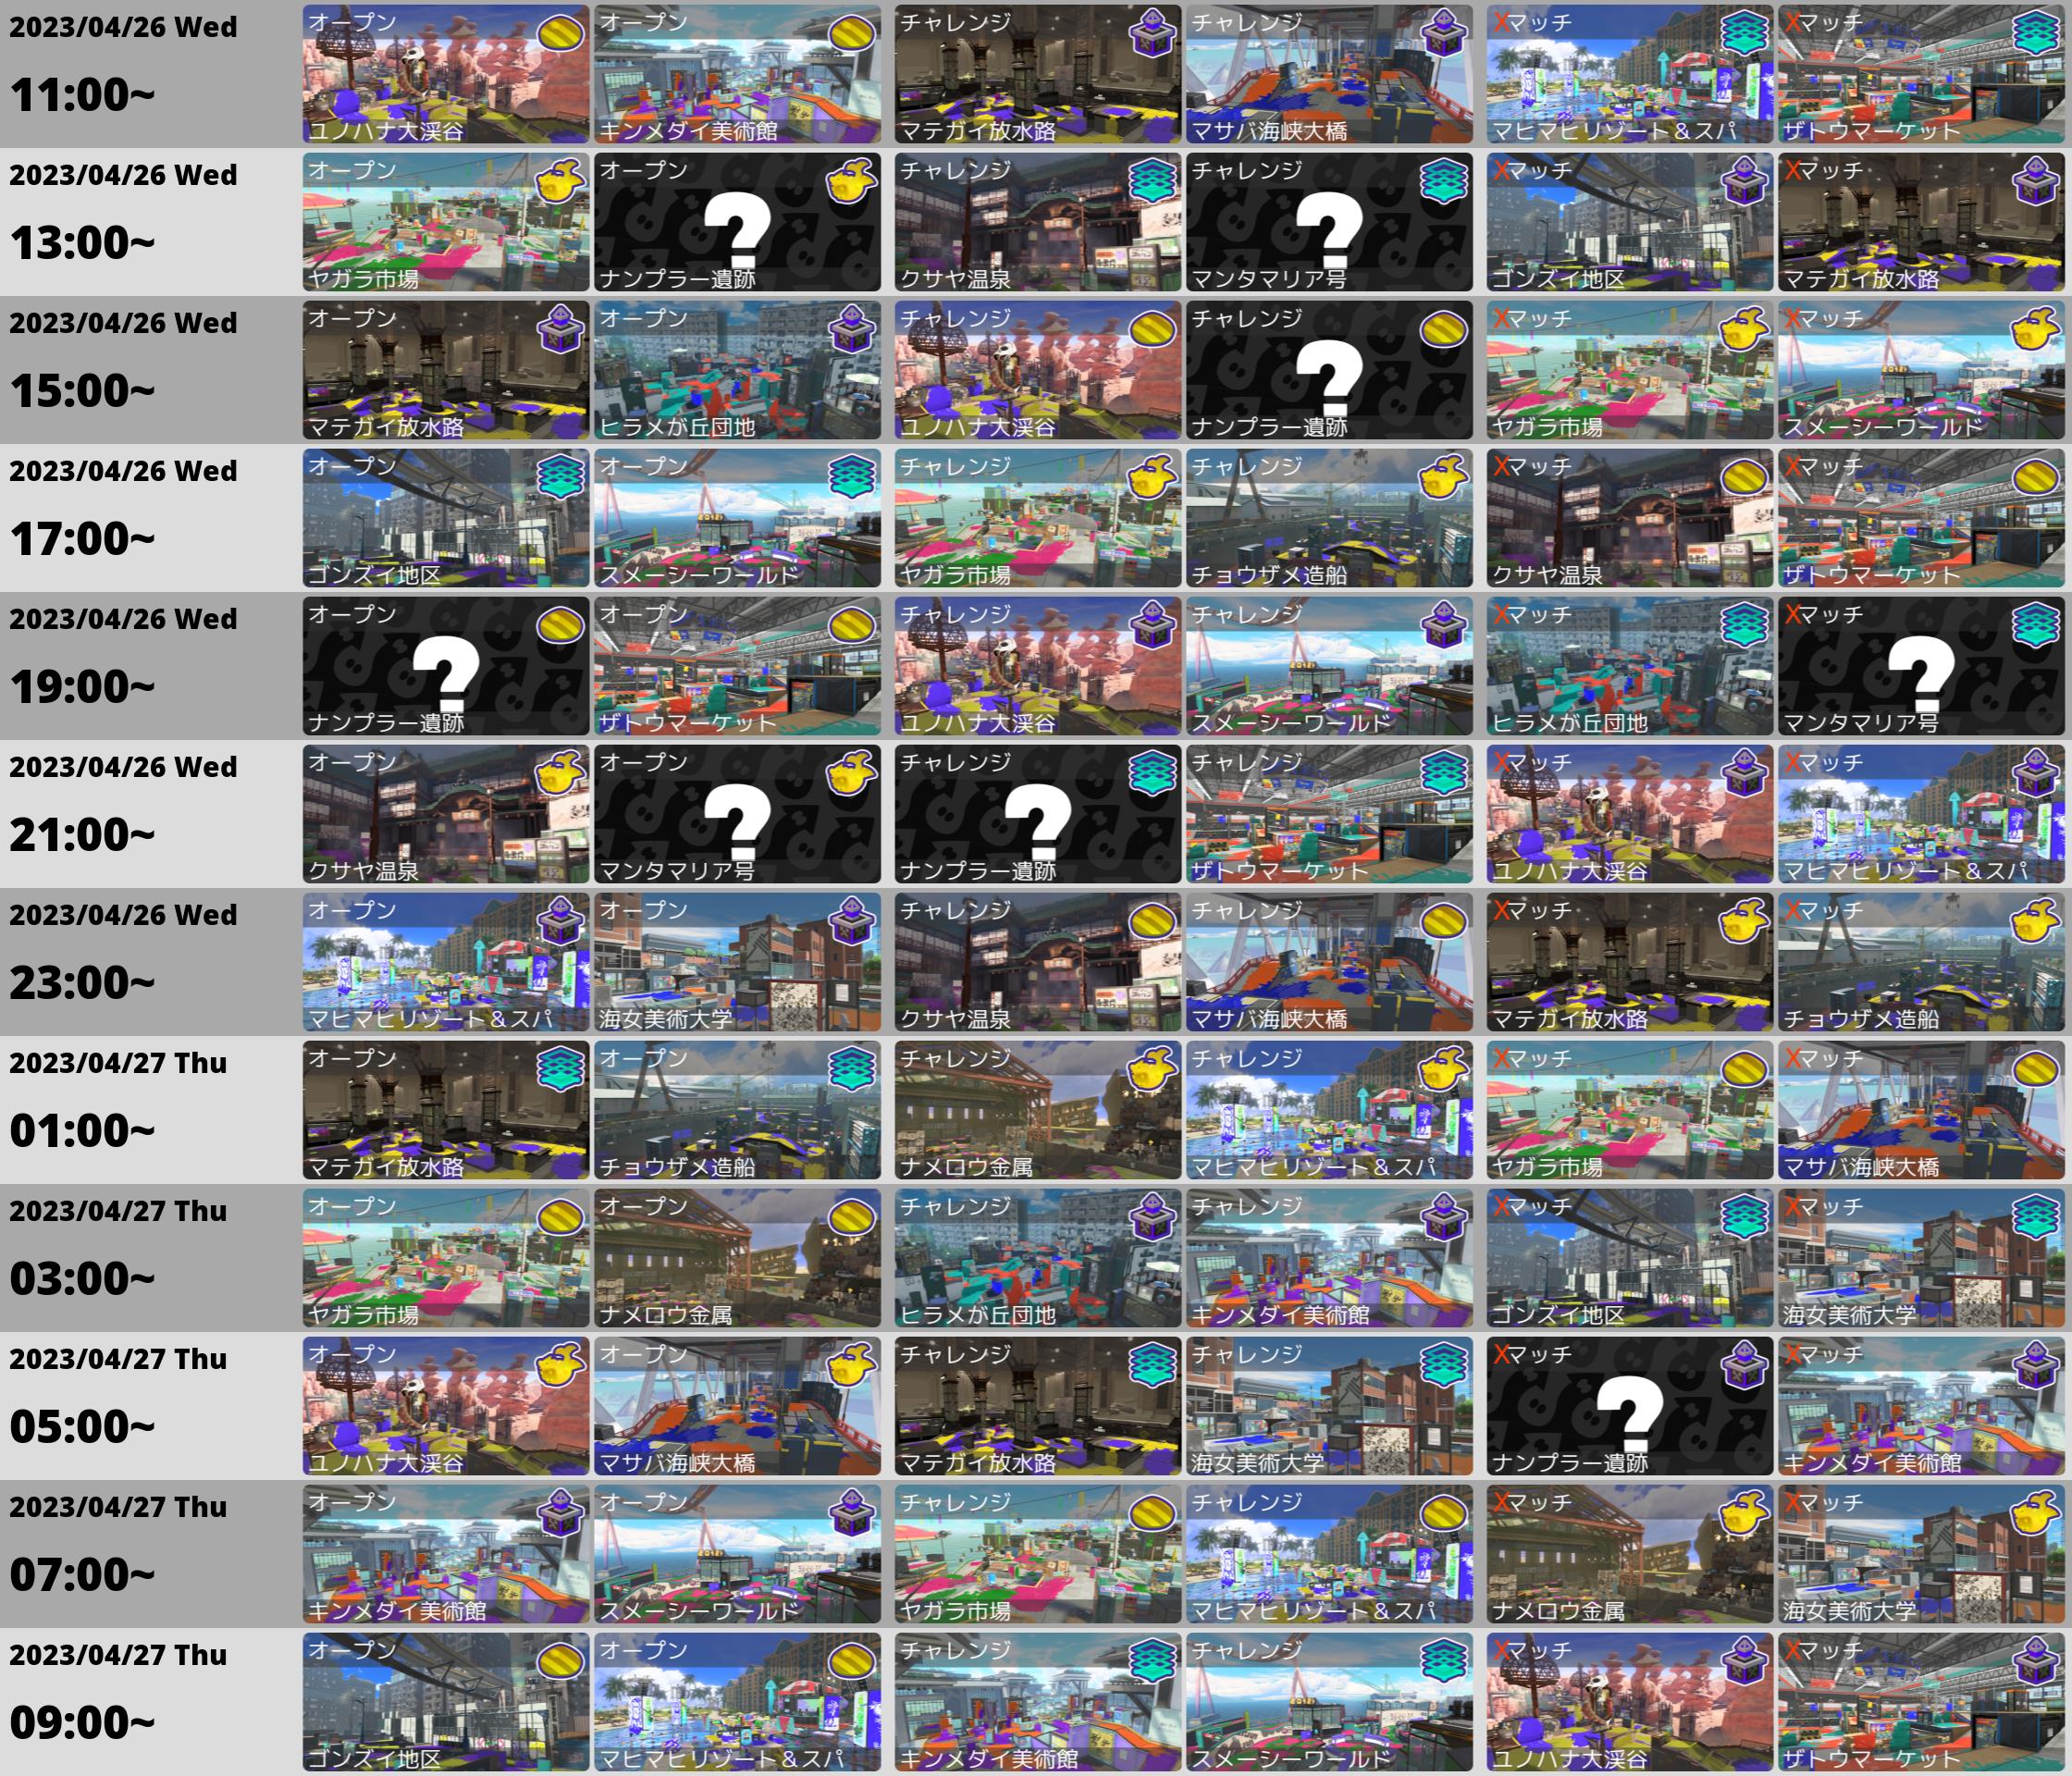 2023/04/26 Wed
11:00~
オープン
ユノハナ大渓谷
オープン
キンメダイ美術館
チャレンジ
マテガイ放水路
チャレンジ
マサバ海峡大橋
Xマッチ
マヒマヒリゾート＆スパ
Xマッチ
ザトウマーケット
2023/04/26 Wed
13:00~
オープン
ヤガラ市場
オープン
?
ナンプラー遺跡
チャレンジ
クサヤ温泉
チャレンジ
?
マンタマリア号
Xマッチ
ゴンズイ地区
Xマッチ
マテガイ放水路
2023/04/26 Wed
15:00~
オープン
マテガイ放水路
オープン
ヒラメが丘団地
チャレンジ
ユノハナ大渓谷
チャレンジ
?
ナンプラー遺跡
Xマッチ
ヤガラ市場
Xマッチ
スメーシーワールド
2023/04/26 Wed
17:00~
オープン
ゴンズイ地区
オープン
スメーシーワールド
チャレンジ
ヤガラ市場
チャレンジ
チョウザメ造船
Xマッチ
クサヤ温泉
Xマッチ
ザトウマーケット
2023/04/26 Wed
19:00~
オープン
?
ナンプラー遺跡
オープン
ザトウマーケット
チャレンジ
ユノハナ大渓谷
チャレンジ
スメーシーワールド
Xマッチ
ヒラメが丘団地
Xマッチ
?
マンタマリア号
2023/04/26 Wed
21:00~
オープン
クサヤ温泉
オープン
?
マンタマリア号
チャレンジ
?
ナンプラー遺跡
チャレンジ
ザトウマーケット
Xマッチ
ユノハナ大渓谷
Xマッチ
マヒマヒリゾート＆スパ
2023/04/26 Wed
23:00~
オープン
マヒマヒリゾート＆スパ
オープン
海女美術大学
チャレンジ
クサヤ温泉
チャレンジ
マサバ海峡大橋
Xマッチ
マテガイ放水路
Xマッチ
チョウザメ造船
2023/04/27 Thu
01:00~
オープン
マテガイ放水路
オープン
チョウザメ造船
チャレンジ
ナメロウ金属
チャレンジ
マヒマヒリゾート＆スパ
Xマッチ
ヤガラ市場
Xマッチ
マサバ海峡大橋
2023/04/27 Thu
03:00~
オープン
ヤガラ市場
オープン
ナメロウ金属
チャレンジ
ヒラメが丘団地
チャレンジ
キンメダイ美術館
Xマッチ
ゴンズイ地区
Xマッチ
海女美術大学
2023/04/27 Thu
05:00~
オープン
ユノハナ大渓谷
オープン
マサバ海峡大橋
チャレンジ
マテガイ放水路
チャレンジ
海女美術大学
Xマッチ
?
ナンプラー遺跡
Xマッチ
キンメダイ美術館
2023/04/27 Thu
07:00~
オープン
キンメダイ美術館
オープン
スメーシーワールド
チャレンジ
ヤガラ市場
チャレンジ
マヒマヒリゾート＆スパ
Xマッチ
ナメロウ金属
Xマッチ
海女美術大学
2023/04/27 Thu
09:00~
オープン
ゴンズイ地区
オープン
マヒマヒリゾート＆スパ
チャレンジ
キンメダイ美術館
チャレンジ
スメーシーワールド
Xマッチ
ユノハナ大渓谷
Xマッチ
ザトウマーケット